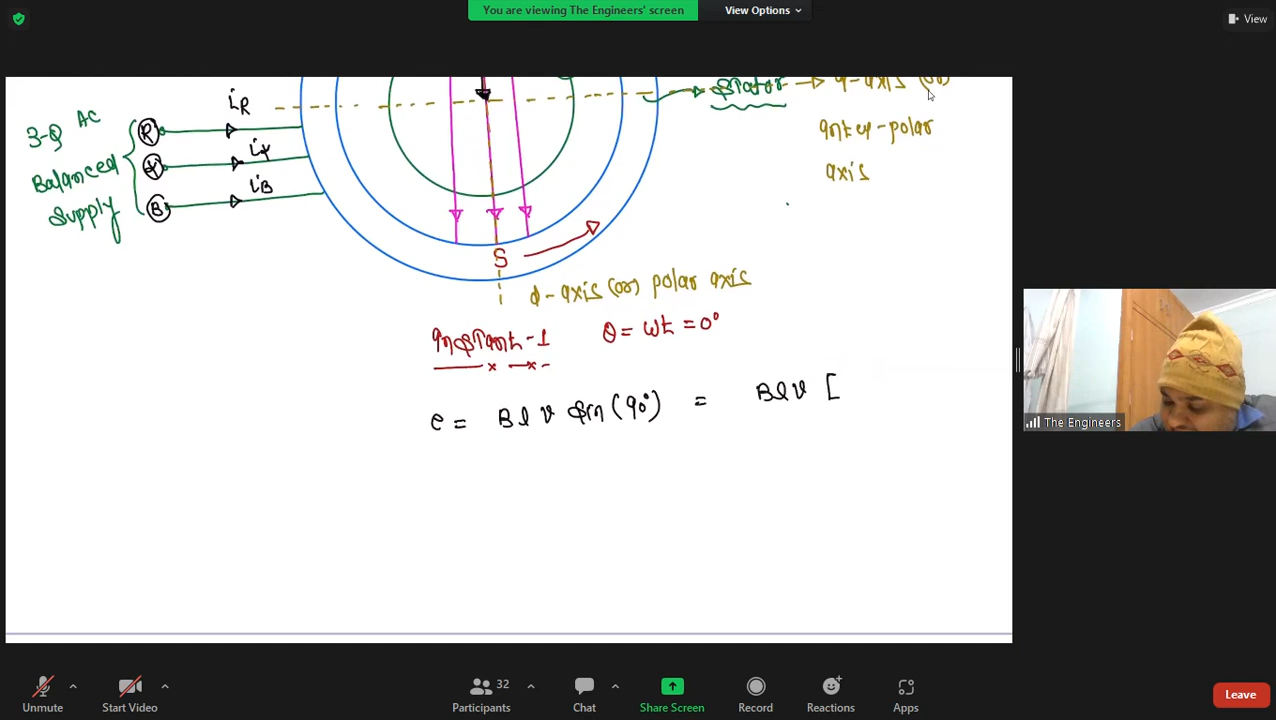 You are viewing The Engineers' screen
View Options
View
iR
Stator → q-axis (or)
3-Φ AC
Balanced
Supply
R
Y
B
iY
iB
inter-polar
axis
S
d-axis (or) polar axis
Instant-1 θ = ωt = 0°
e = Blv Sin(90°) = Blv [
The Engineers
Unmute
Start Video
32
Participants
Chat
Share Screen
Record
Reactions
Apps
Leave